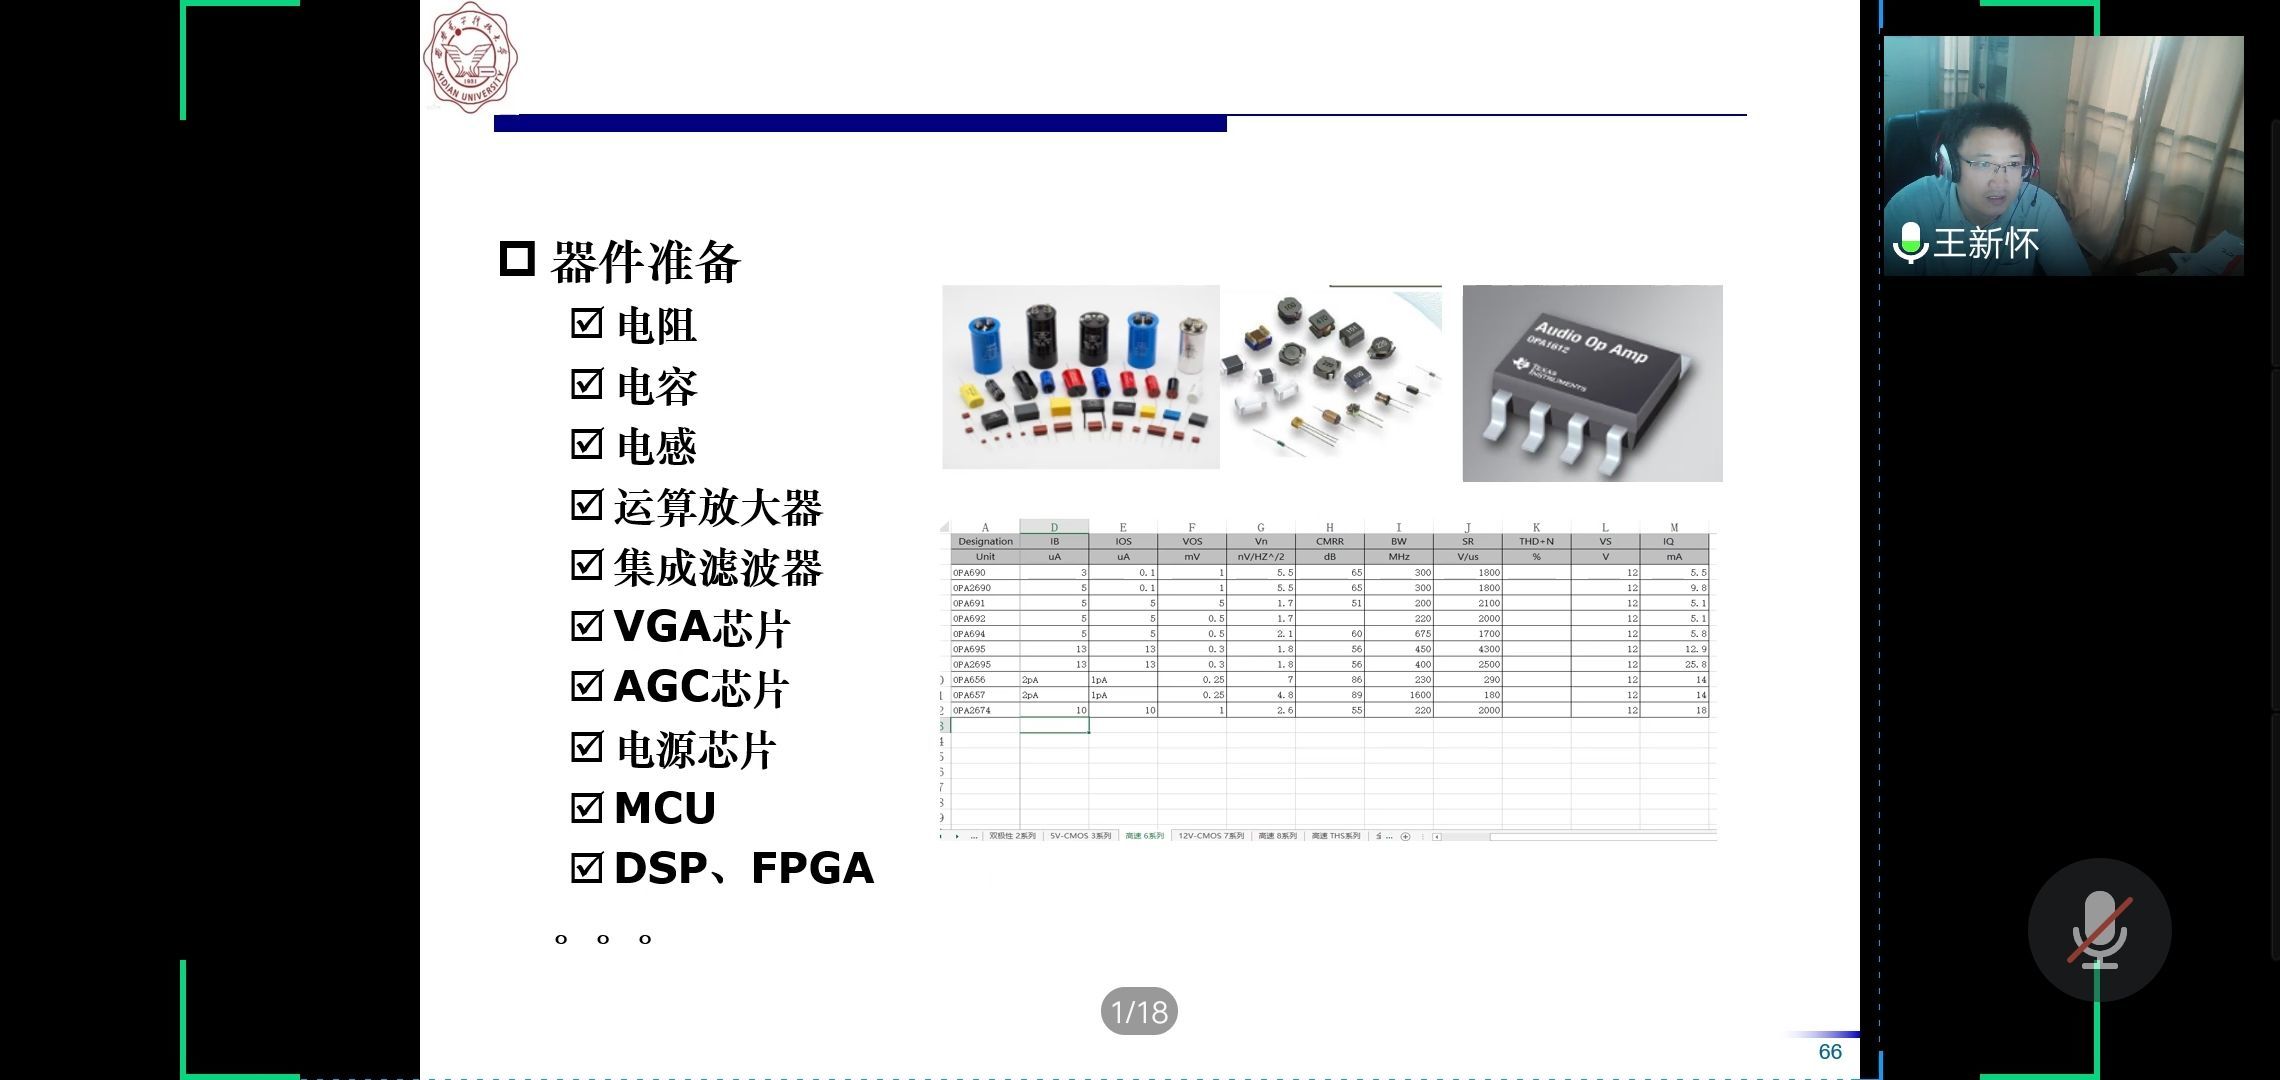 XIDIAN UNIVERSITY
1931
王新怀
器件准备
电阻
电容
电感
运算放大器
集成滤波器
VGA芯片
AGC芯片
电源芯片
MCU
DSP、FPGA
。。。
Audio Op Amp
OPA1612
TEXAS
INSTRUMENTS
A D E F G H I J K L M
Designation IB IOS VOS Vn CMRR BW SR THD+N VS IQ
Unit uA uA mV nV/HZ^/2 dB MHz V/us % V mA
OPA690 3 0.1 1 5.5 65 300 1800 12 5.5
OPA2690 5 0.1 1 5.5 65 300 1800 12 9.8
OPA691 5 5 5 1.7 51 200 2100 12 5.1
OPA692 5 5 0.5 1.7 220 2000 12 5.1
OPA694 5 5 0.5 2.1 60 675 1700 12 5.8
OPA695 13 13 0.3 1.8 56 450 4300 12 12.9
OPA2695 13 13 0.3 1.8 56 400 2500 12 25.8
OPA656 2pA 1pA 0.25 7 86 230 290 12 14
OPA657 2pA 1pA 0.25 4.8 89 1600 180 12 14
OPA2674 10 10 1 2.6 55 220 2000 12 18
... 双极性 2系列 5V-CMOS 3系列 高速 6系列 12V-CMOS 7系列 高速 8系列 高速 THS系列 ...
1/18
66